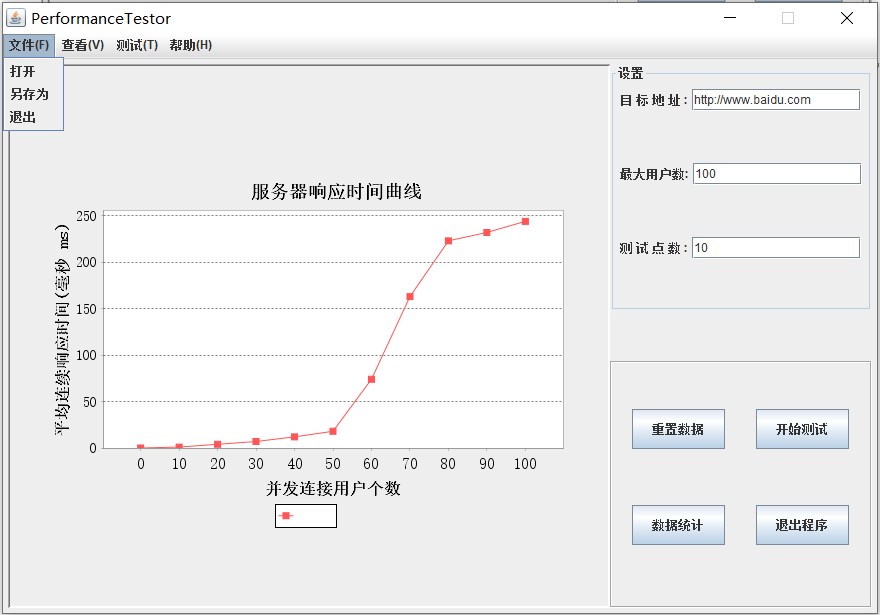 PerformanceTestor
文件(F) 查看(V) 测试(T) 帮助(H)
打开
另存为
退出
服务器响应时间曲线
平均连续响应时间(毫秒 ms)
250
200
150
100
50
0
0 10 20 30 40 50 60 70 80 90 100
并发连接用户个数
设置
目标地址: http://www.baidu.com
最大用户数: 100
测试点数: 10
重置数据 开始测试
数据统计 退出程序